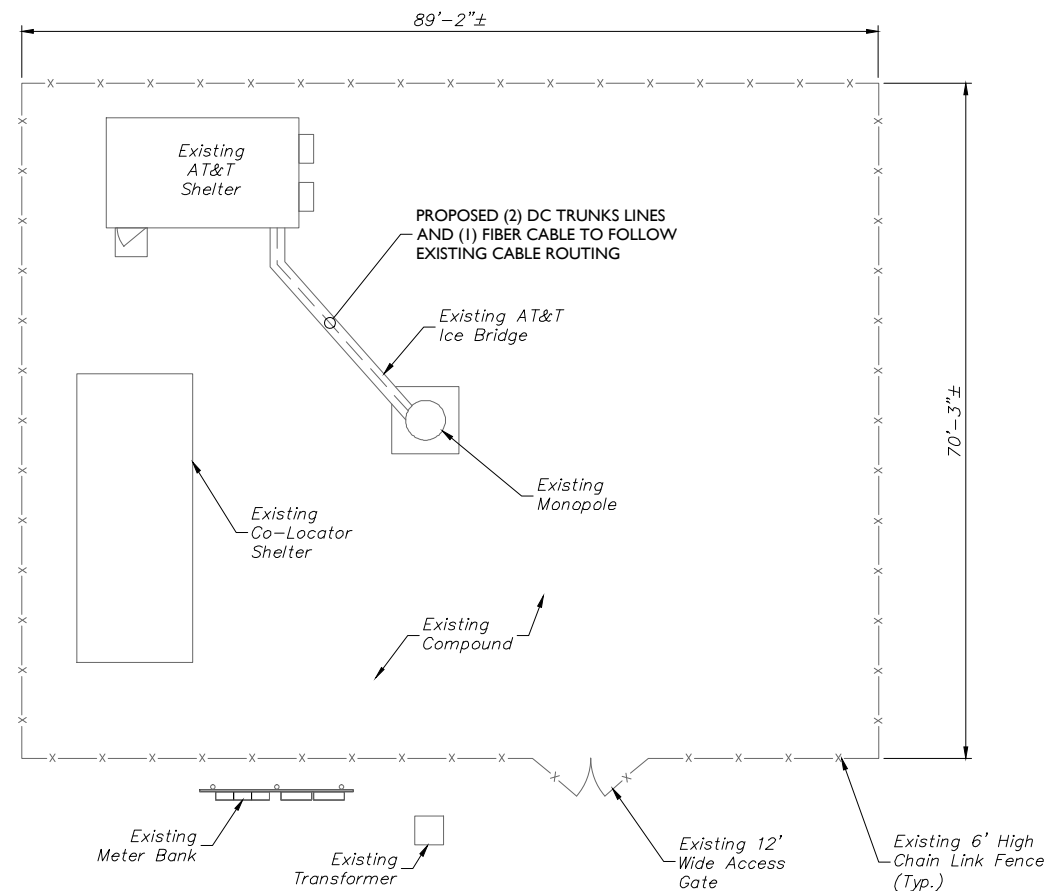 89'-2"±
Existing
AT&T
Shelter
PROPOSED (2) DC TRUNKS LINES
AND (1) FIBER CABLE TO FOLLOW
EXISTING CABLE ROUTING
Existing AT&T
Ice Bridge
70'-3"±
Existing
Monopole
Existing
Co-Locator
Shelter
Existing
Compound
Existing
Meter Bank
Existing
Transformer
Existing 12'
Wide Access
Gate
Existing 6' High
Chain Link Fence
(Typ.)